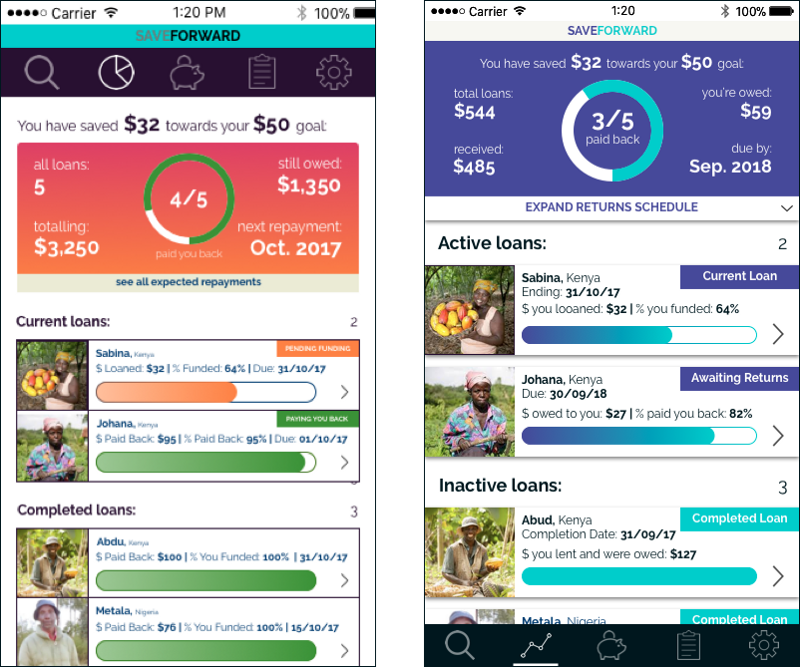 Carrier 1:20 PM 100%
SAVEFORWARD
You have saved $32 towards your $50 goal:
all loans:
5
still owed:
$1,350
4/5
totalling:
$3,250
next repayment:
Oct. 2017
paid you back
see all expected repayments
Current loans: 2
PENDING FUNDING
Sabina, Kenya
$ Loaned: $32 | % Funded: 64% | Due: 31/10/17
PAYING YOU BACK
Johana, Kenya
$ Paid Back: $95 | % Paid Back: 95% | Due: 01/10/17
Completed loans: 3
Abdu, Kenya
$ Paid Back: $100 | % You Funded: 100% | 31/10/17
Metala, Nigeria
$ Paid Back: $76 | % You Funded: 100% | 15/10/17
Carrier 1:20 100%
SAVEFORWARD
You have saved $32 towards your $50 goal:
total loans:
$544
you're owed:
$59
3/5
paid back
received:
$485
due by:
Sep. 2018
EXPAND RETURNS SCHEDULE
Active loans: 2
Current Loan
Sabina, Kenya
Ending: 31/10/17
$ you looaned: $32 | % you funded: 64%
Awaiting Returns
Johana, Kenya
Due: 30/09/18
$ owed to you: $27 | % paid you back: 82%
Inactive loans: 3
Completed Loan
Abud, Kenya
Completion Date: 31/09/17
$ you lent and were owed: $127
Completed Loan
Metala, Nigeria